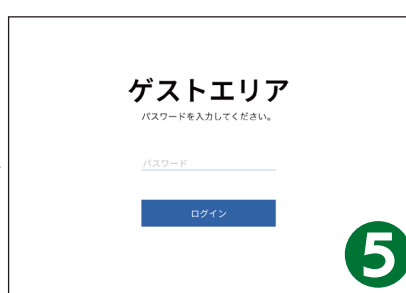 ゲストエリア
パスワードを入力してください。
パスワード
ログイン
5